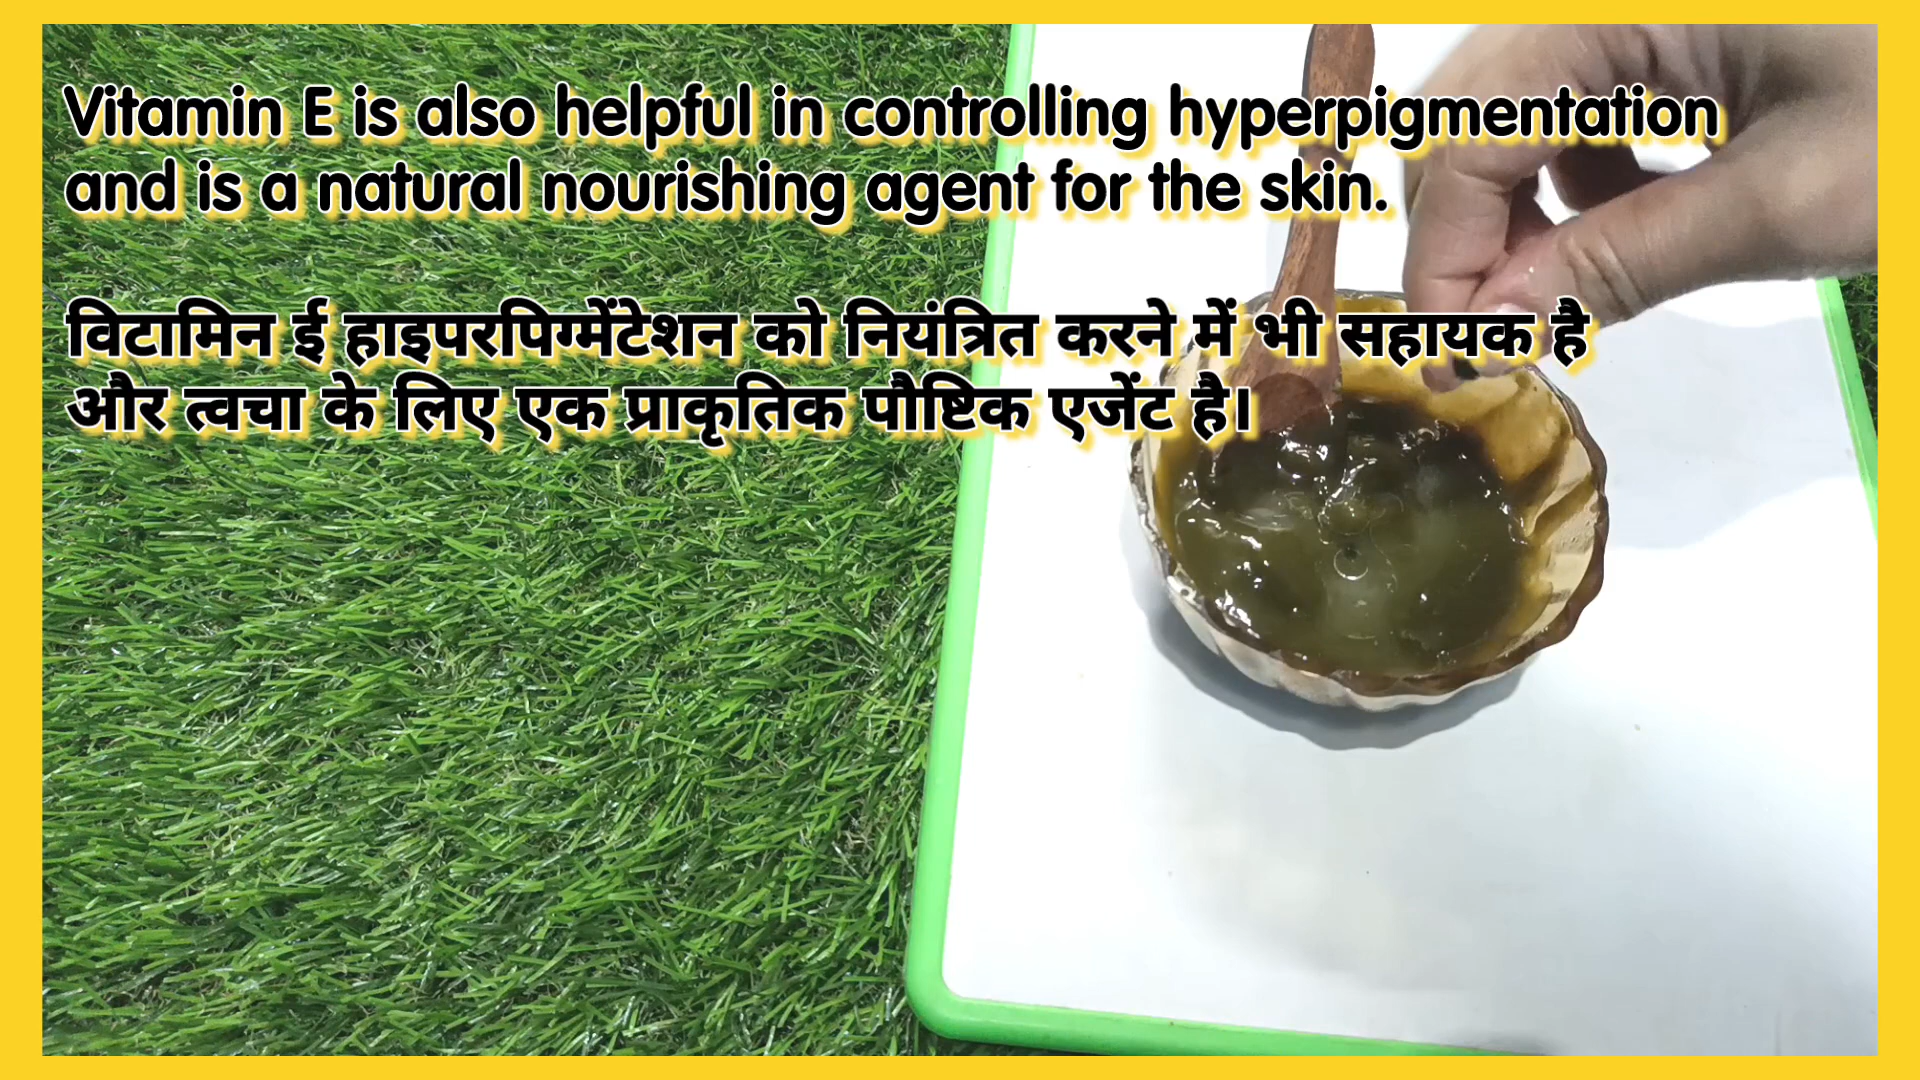 Vitamin E is also helpful in controlling hyperpigmentation
and is a natural nourishing agent for the skin.
विटामिन ई हाइपरपिग्मेंटेशन को नियंत्रित करने में भी सहायक है
और त्वचा के लिए एक प्राकृतिक पौष्टिक एजेंट है।